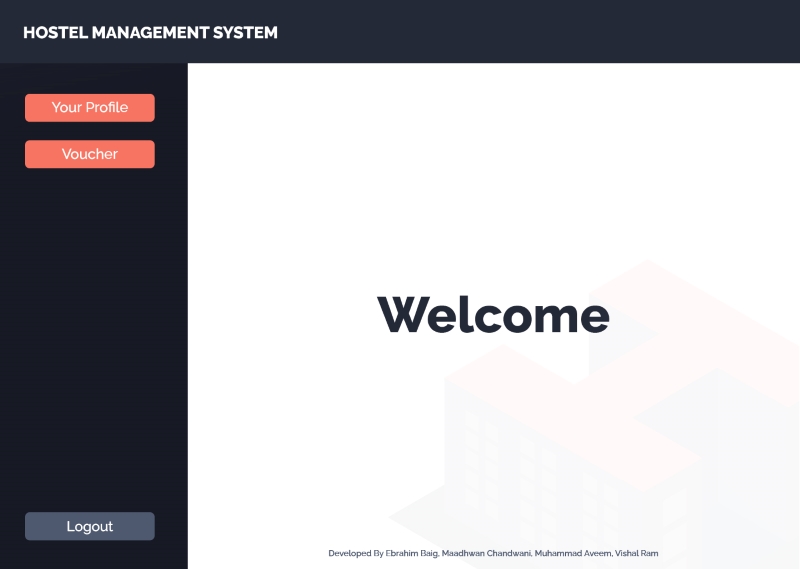 HOSTEL MANAGEMENT SYSTEM
Your Profile
Voucher
Welcome
Logout
Developed By Ebrahim Baig, Maadhwan Chandwani, Muhammad Aveem, Vishal Ram